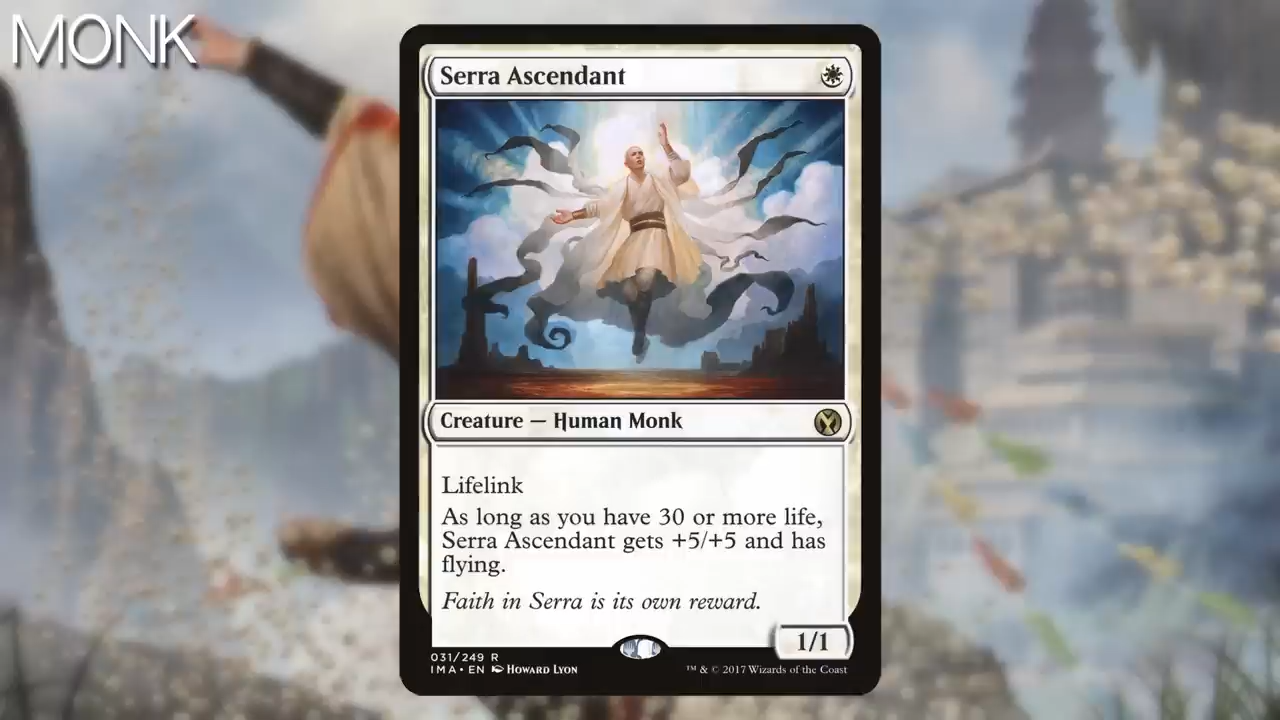 MONK
Serra Ascendant
Creature — Human Monk
Lifelink
As long as you have 30 or more life,
Serra Ascendant gets +5/+5 and has
flying.
Faith in Serra is its own reward.
1/1
031/249 R
IMA • EN Howard Lyon
™ & © 2017 Wizards of the Coast